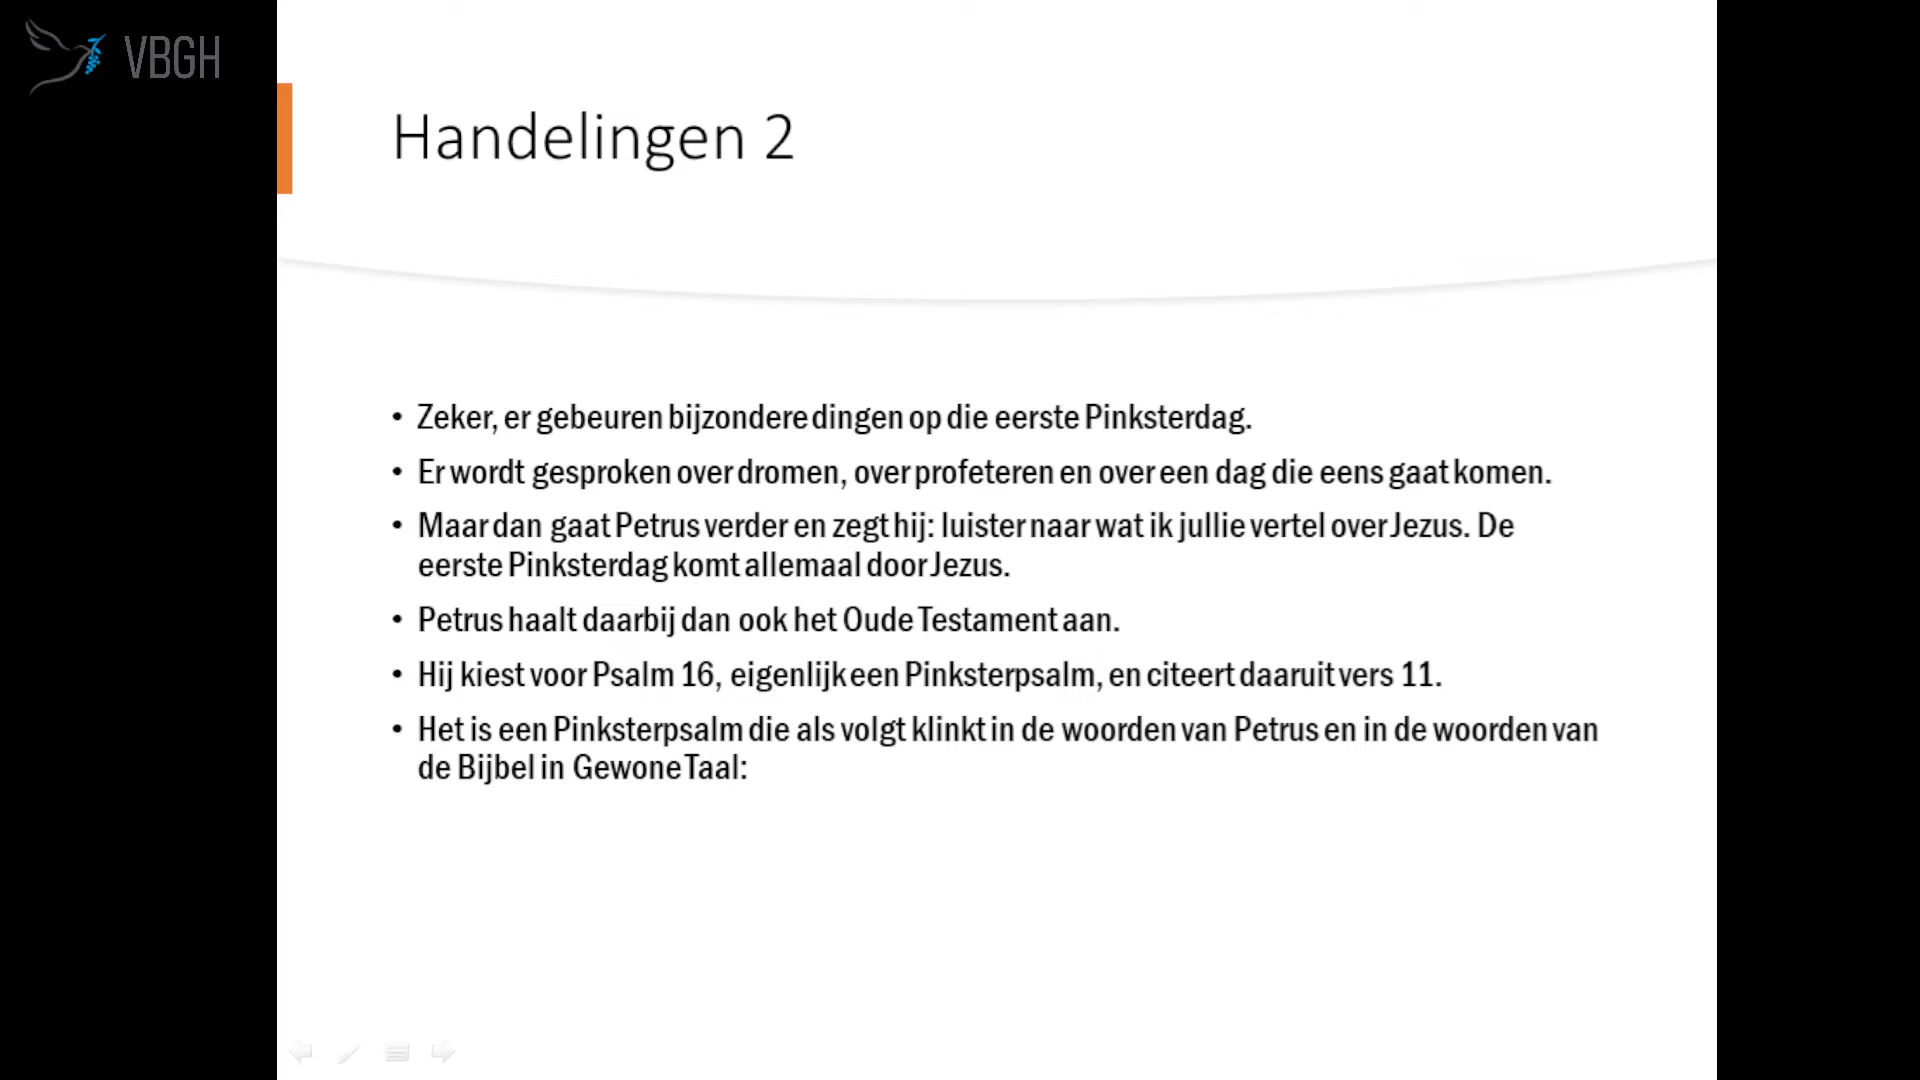 VBGH
Handelingen 2
• Zeker, er gebeuren bijzondere dingen op die eerste Pinksterdag.
• Er wordt gesproken over dromen, over profeteren en over een dag die eens gaat komen.
• Maar dan gaat Petrus verder en zegt hij: luister naar wat ik jullie vertel over Jezus. De
eerste Pinksterdag komt allemaal door Jezus.
• Petrus haalt daarbij dan ook het Oude Testament aan.
• Hij kiest voor Psalm 16, eigenlijk een Pinksterpsalm, en citeert daaruit vers 11.
• Het is een Pinksterpsalm die als volgt klinkt in de woorden van Petrus en in de woorden van
de Bijbel in Gewone Taal: